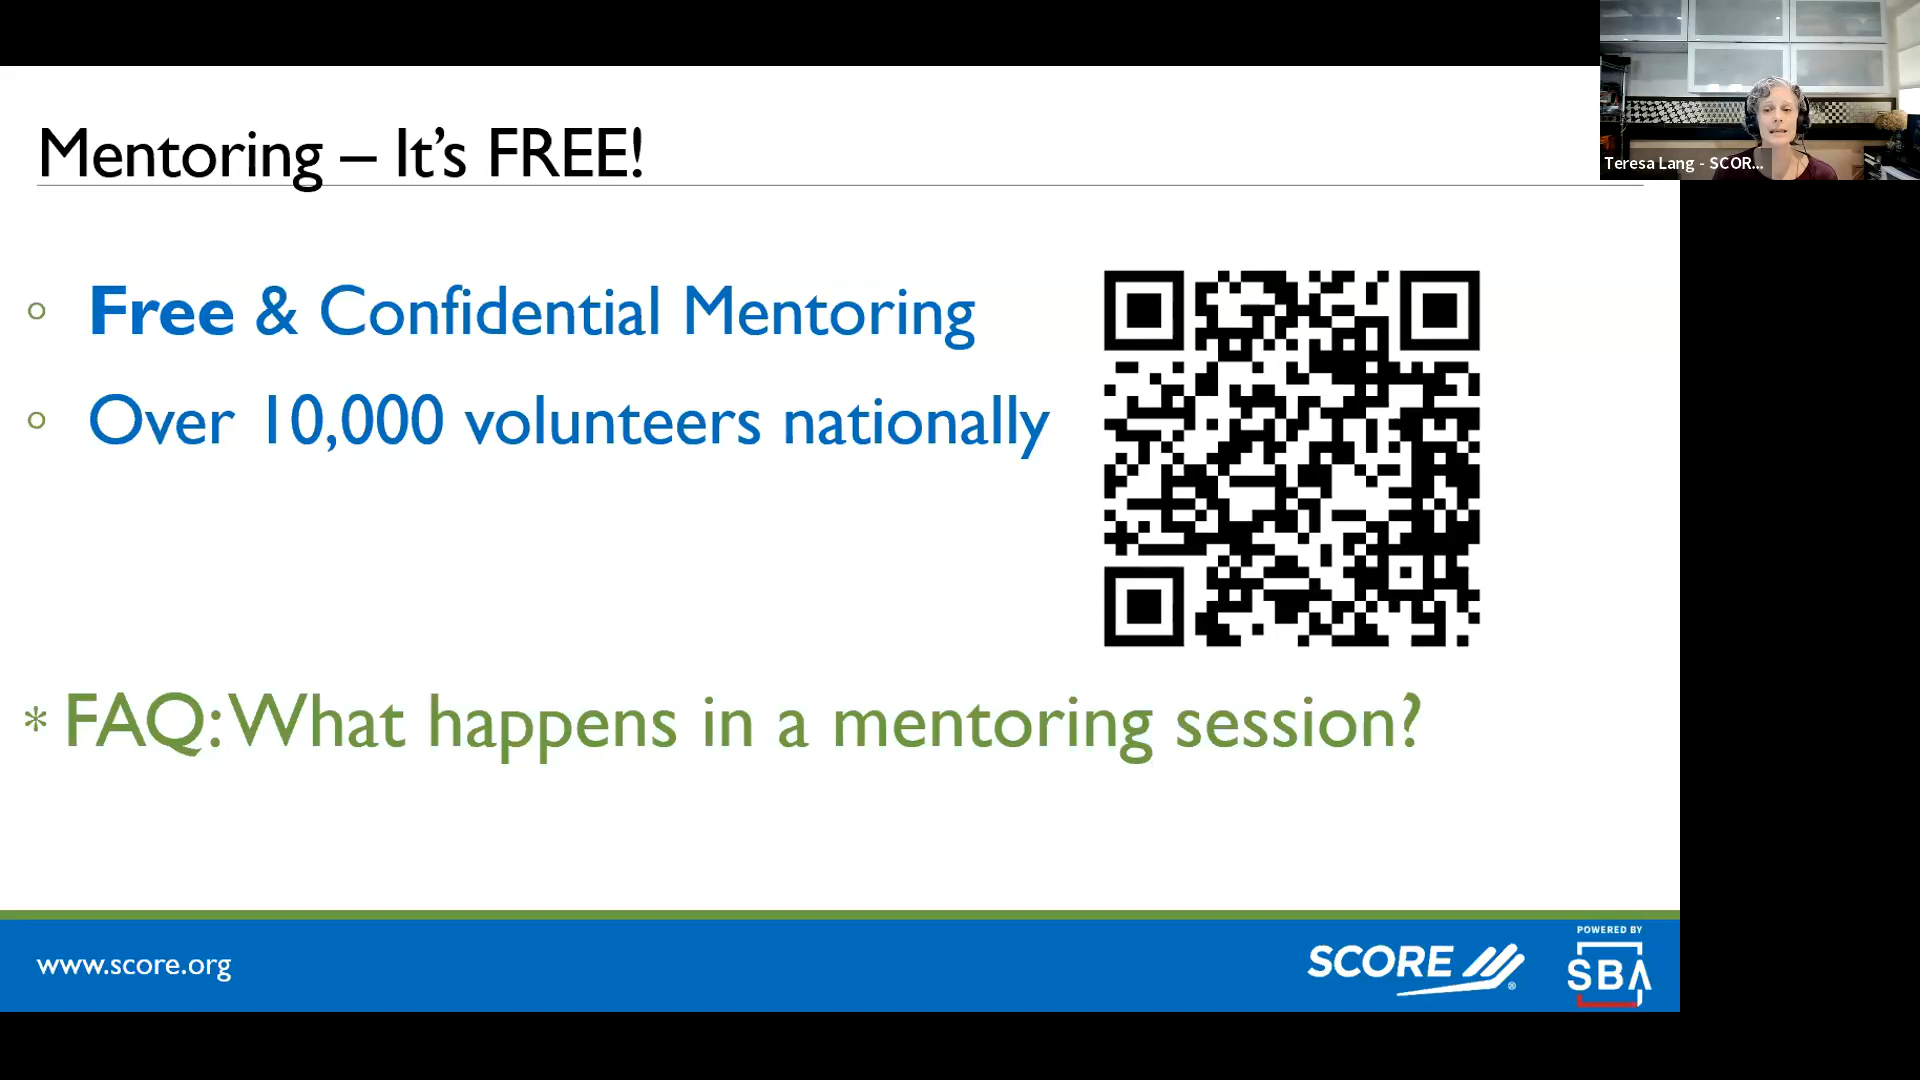 Mentoring – It's FREE!
Teresa Lang - SCOR...
Free & Confidential Mentoring
Over 10,000 volunteers nationally
* FAQ: What happens in a mentoring session?
www.score.org
SCORE
®
POWERED BY
SBA